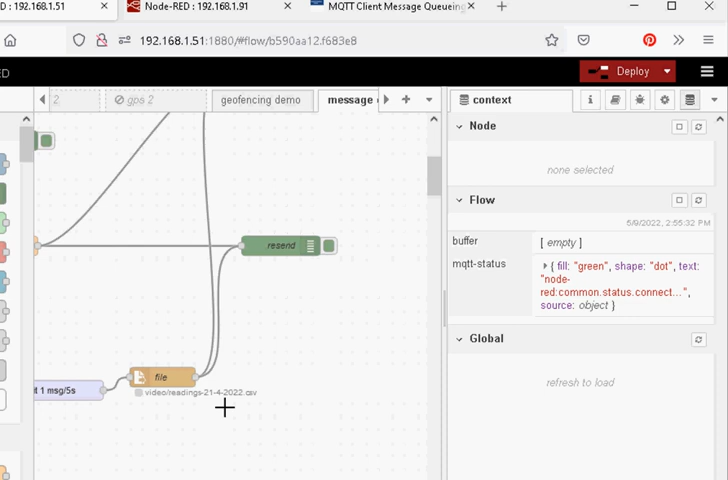 D : 192.168.1.51
Node-RED : 192.168.1.91
MQTT Client Message Queueing
192.168.1.51:1880/#flow/b590aa12.f683e8
ED
Deploy
2
gps 2
geofencing demo
message
context
Node
none selected
Flow
5/9/2022, 2:55:32 PM
buffer
[ empty ]
mqtt-status
{ fill: "green", shape: "dot", text:
"node-
red:common.status.connect…",
source: object }
Global
refresh to load
resend
it 1 msg/5s
file
video/readings-21-4-2022.csv